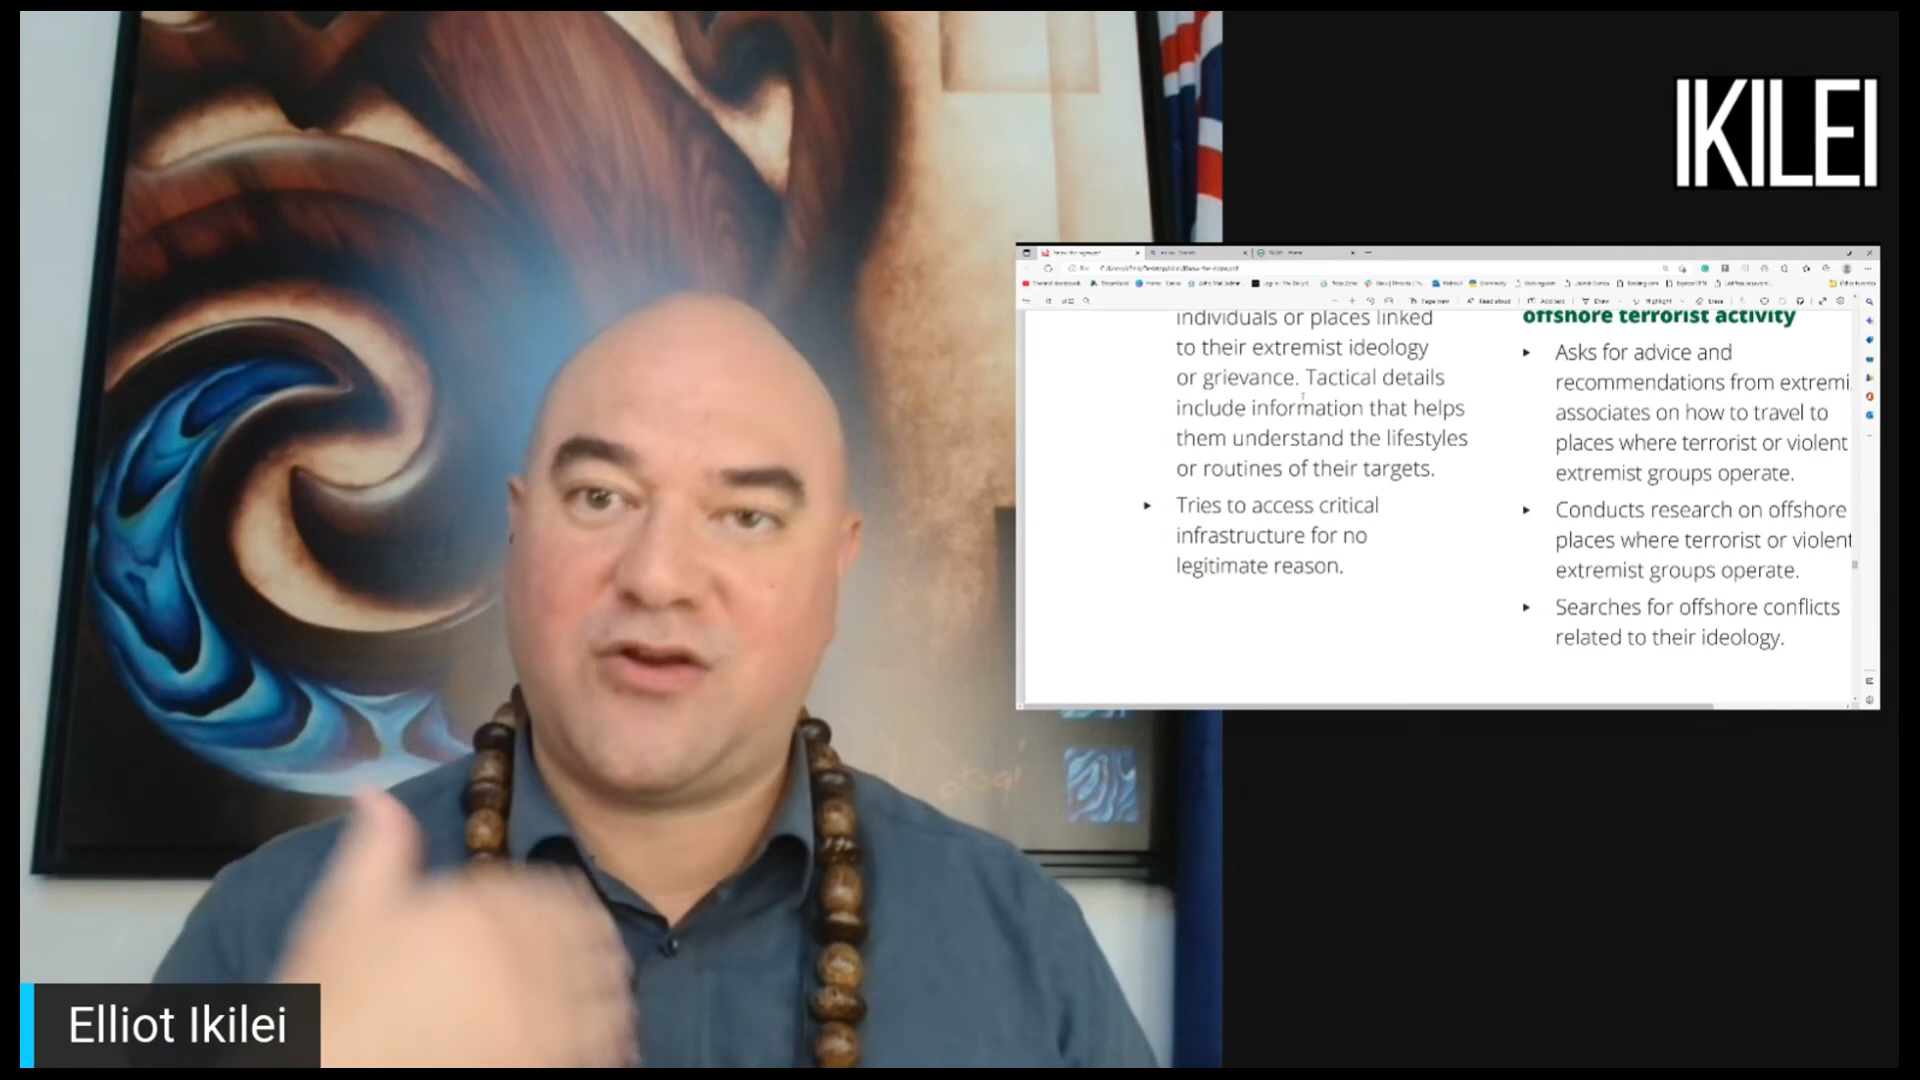 IKILEI
individuals or places linked
to their extremist ideology
or grievance. Tactical details
include information that helps
them understand the lifestyles
or routines of their targets.
Tries to access critical
infrastructure for no
legitimate reason.
offshore terrorist activity
Asks for advice and
recommendations from extremi
associates on how to travel to
places where terrorist or violent
extremist groups operate.
Conducts research on offshore
places where terrorist or violent
extremist groups operate.
Searches for offshore conflicts
related to their ideology.
Elliot Ikilei